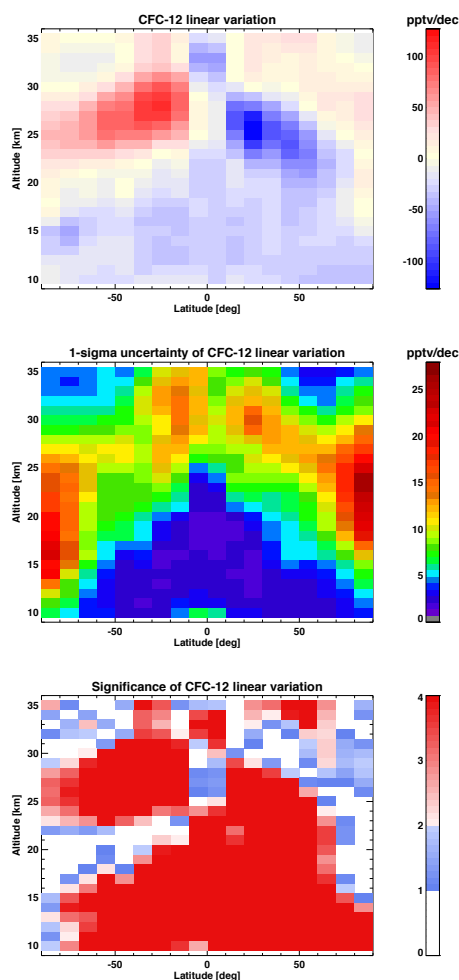 CFC-12 linear variation
pptv/dec
35
30
25
20
15
10
Altitude [km]
-50 0 50
Latitude [deg]
100
50
0
-50
-100
1-sigma uncertainty of CFC-12 linear variation
pptv/dec
35
30
25
20
15
10
Altitude [km]
-50 0 50
Latitude [deg]
25
20
15
10
5
0
Significance of CFC-12 linear variation
35
30
25
20
15
10
Altitude [km]
-50 0 50
Latitude [deg]
4
3
2
1
0